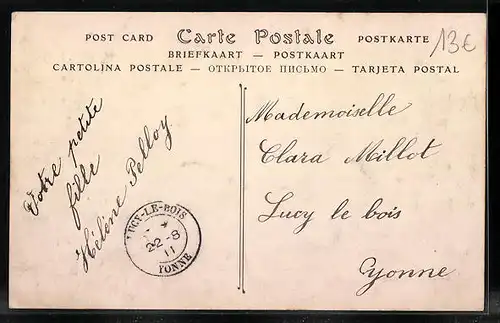 POST CARD Carte Postale POSTKARTE
BRIEFKAART — POSTKAART
CARTOLINA POSTALE — ОТКРЫТОЕ ПИСЬМО — TARJETA POSTAL
13€
Votre petite
fille
Hélène Pelloy
Mademoiselle
Clara Millot
Lucy le bois
Yonne
LUCY-LE-BOIS
22-8
11
YONNE